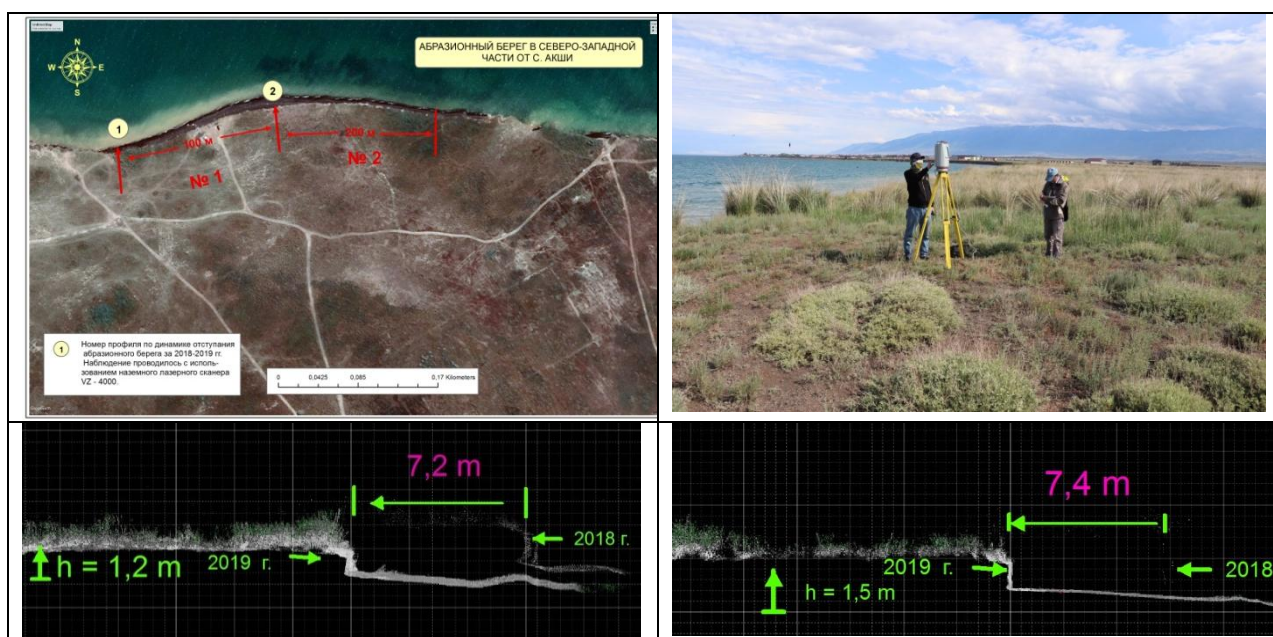 N
W
E
S
АБРАЗИОННЫЙ БЕРЕГ В СЕВЕРО-ЗАПАДНОЙ
ЧАСТИ ОТ С. АКШИ
1
2
100 м
200 м
№ 1
№ 2
1
Номер профиля по динамике отступания
абразионного берега за 2018-2019 гг.
Наблюдение проводилось с исполь-
зованием наземного лазерного сканера
VZ - 4000.
0 0,0425 0,085 0,17 Kilometers
7,2 m
2018 г.
2019 г.
h = 1,2 m
7,4 m
2019 г.
2018
h = 1,5 m